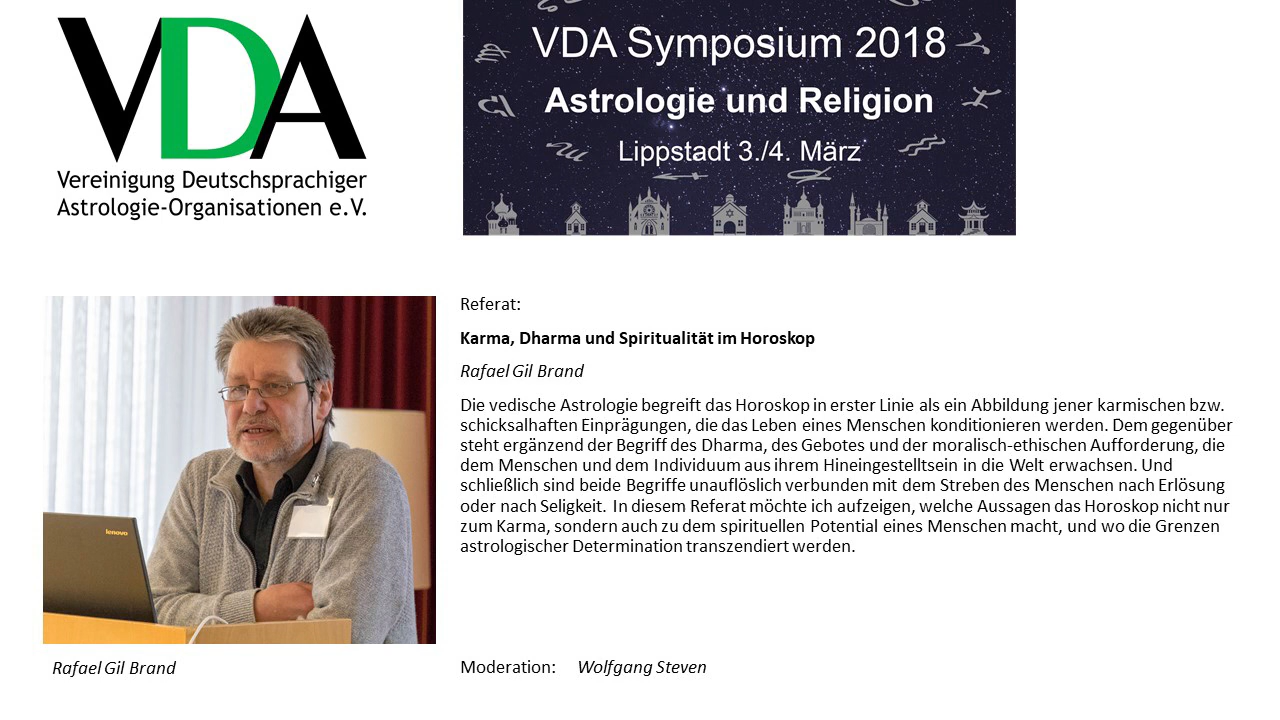 VDA
Vereinigung Deutschsprachiger
Astrologie-Organisationen e.V.
VDA Symposium 2018
Astrologie und Religion
Lippstadt 3./4. März
Referat:
Karma, Dharma und Spiritualität im Horoskop
Rafael Gil Brand
Die vedische Astrologie begreift das Horoskop in erster Linie als ein Abbildung jener karmischen bzw.
schicksalhaften Einprägungen, die das Leben eines Menschen konditionieren werden. Dem gegenüber
steht ergänzend der Begriff des Dharma, des Gebotes und der moralisch-ethischen Aufforderung, die
dem Menschen und dem Individuum aus ihrem Hineingestelltsein in die Welt erwachsen. Und
schließlich sind beide Begriffe unauflöslich verbunden mit dem Streben des Menschen nach Erlösung
oder nach Seligkeit. In diesem Referat möchte ich aufzeigen, welche Aussagen das Horoskop nicht nur
zum Karma, sondern auch zu dem spirituellen Potential eines Menschen macht, und wo die Grenzen
astrologischer Determination transzendiert werden.
lenovo
Rafael Gil Brand
Moderation: Wolfgang Steven